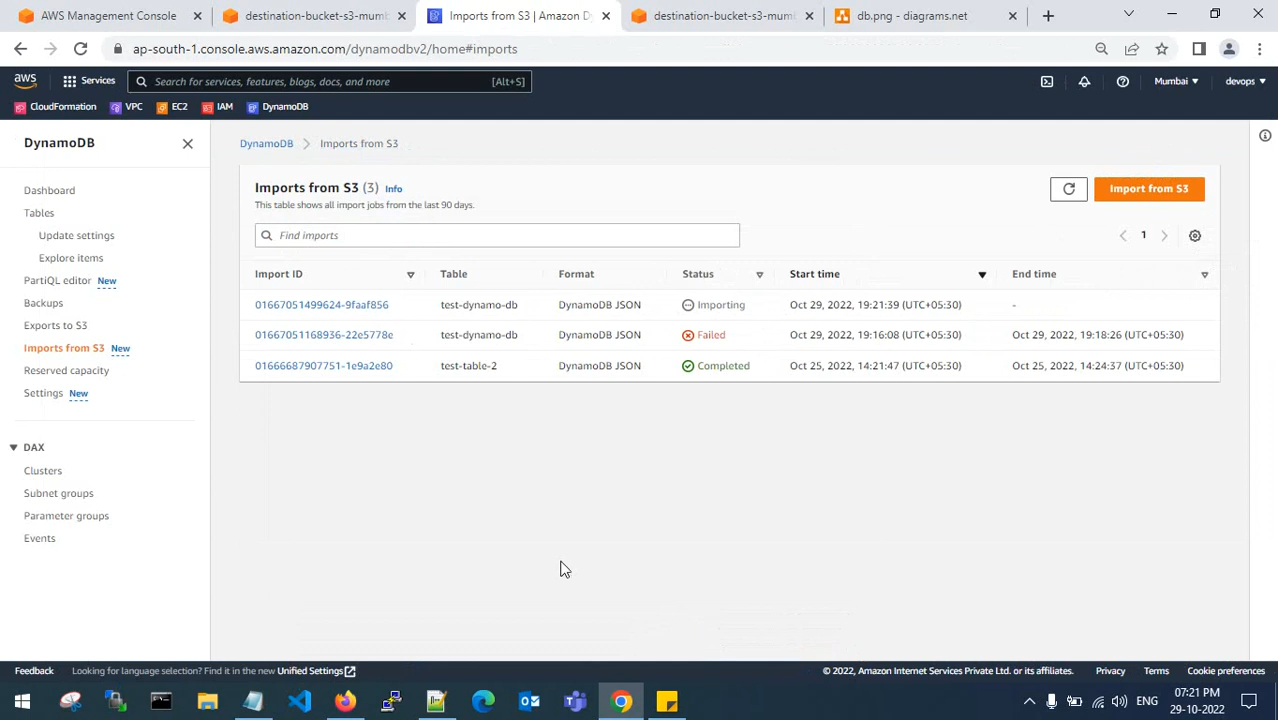 AWS Management Console
destination-bucket-s3-mumb
Imports from S3 | Amazon Dy
destination-bucket-s3-mum
db.png - diagrams.net
ap-south-1.console.aws.amazon.com/dynamodbv2/home#imports
aws
Services
Search for services, features, blogs, docs, and more
[Alt+S]
Mumbai
devops
CloudFormation
VPC
EC2
IAM
DynamoDB
DynamoDB
Dashboard
Tables
Update settings
Explore items
PartiQL editor New
Backups
Exports to S3
Imports from S3 New
Reserved capacity
Settings New
DAX
Clusters
Subnet groups
Parameter groups
Events
DynamoDB
Imports from S3
Imports from S3 (3) Info
This table shows all import jobs from the last 90 days.
Import from S3
Find imports
1
Import ID Table Format Status Start time End time
01667051499624-9faaf856 test-dynamo-db DynamoDB JSON Importing Oct 29, 2022, 19:21:39 (UTC+05:30) -
01667051168936-22e5778e test-dynamo-db DynamoDB JSON Failed Oct 29, 2022, 19:16:08 (UTC+05:30) Oct 29, 2022, 19:18:26 (UTC+05:30)
01666687907751-1e9a2e80 test-table-2 DynamoDB JSON Completed Oct 25, 2022, 14:21:47 (UTC+05:30) Oct 25, 2022, 14:24:37 (UTC+05:30)
Feedback
Looking for language selection? Find it in the new Unified Settings
© 2022, Amazon Internet Services Private Ltd. or its affiliates.
Privacy
Terms
Cookie preferences
ENG
07:21 PM
29-10-2022